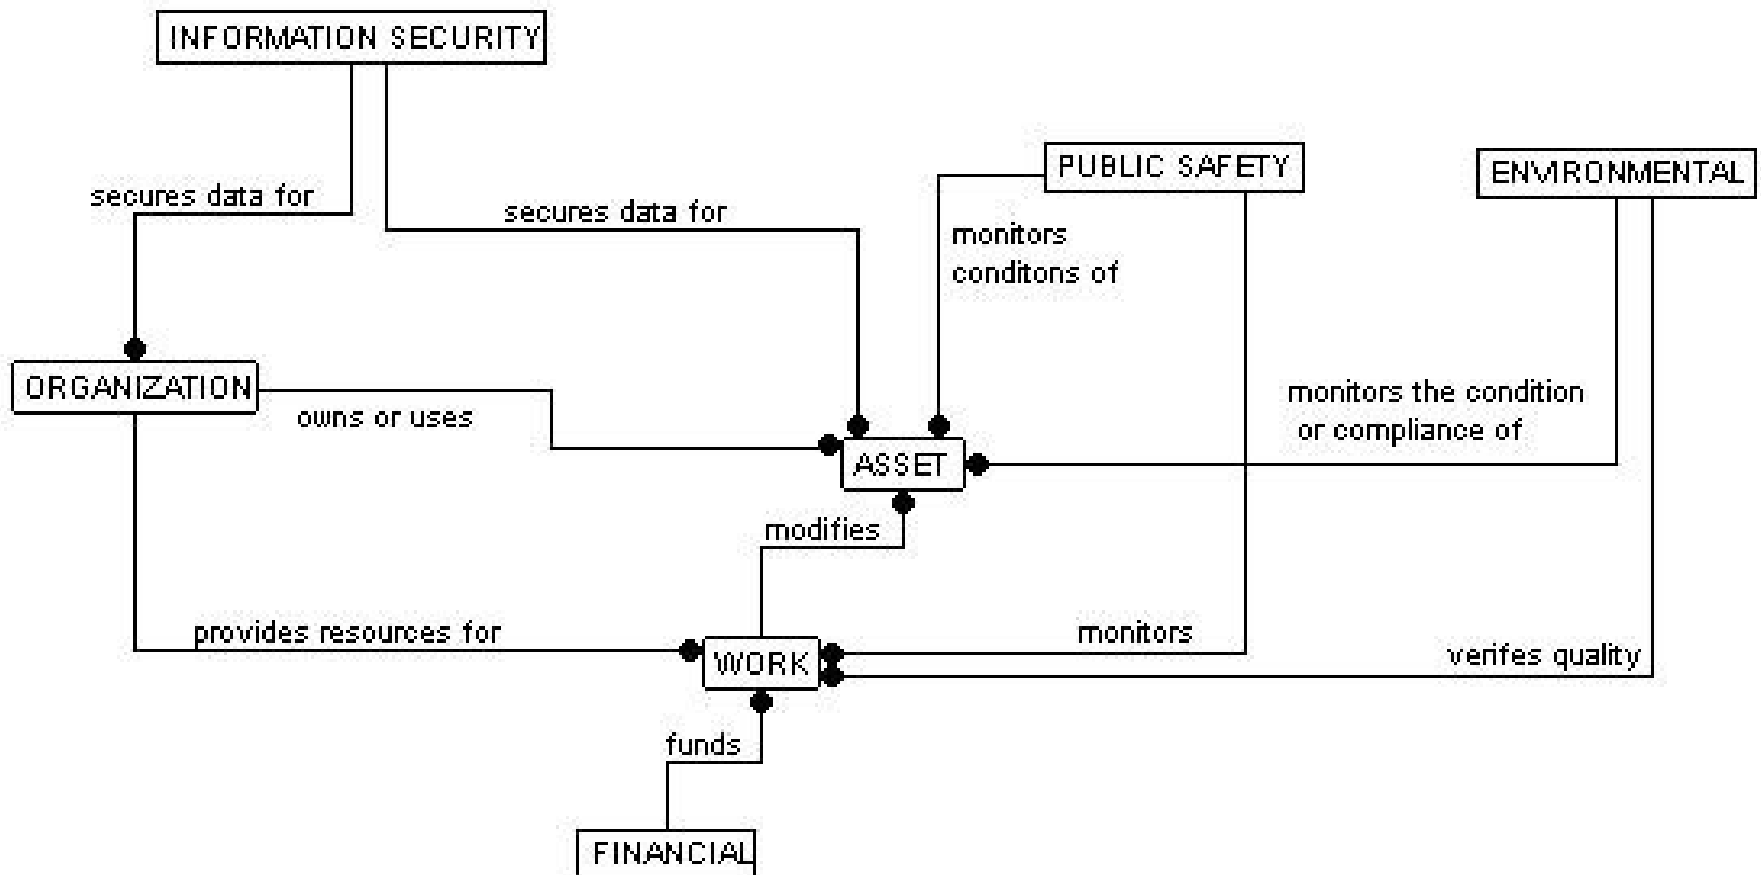 INFORMATION SECURITY
PUBLIC SAFETY
ENVIRONMENTAL
secures data for
secures data for
monitors
conditons of
ORGANIZATION
owns or uses
monitors the condition
or compliance of
ASSET
modifies
provides resources for
WORK
monitors
verifes quality
funds
FINANCIAL